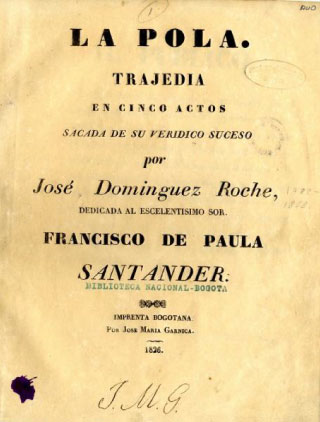 LA POLA.
TRAJEDIA
EN CINCO ACTOS
SACADA DE SU VERIDICO SUCESO
por
José Dominguez Roche,
DEDICADA AL ESCELENTISIMO SOR.
FRANCISCO DE PAULA
SANTANDER.
BIBLIOTECA NACIONAL-BOGOTA
IMPRENTA BOGOTANA.
POR JOSE MARIA GARNICA.
1826.
J. M. G.